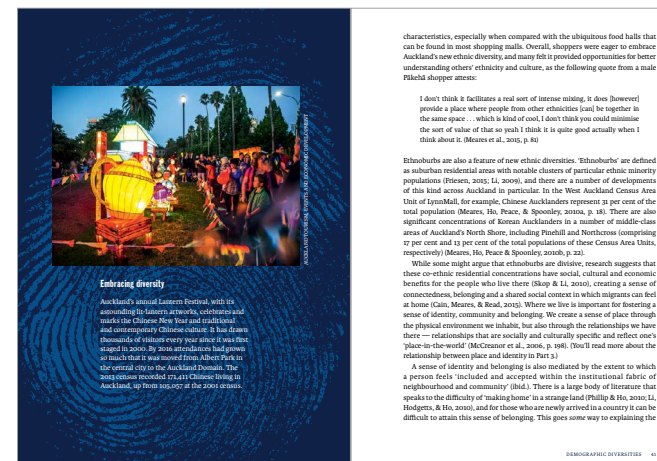 AUCKLAND TOURISM, EVENTS AND ECONOMIC DEVELOPMENT
Embracing diversity
Auckland's annual Lantern Festival, with its
astounding lit-lantern artworks, celebrates and
marks the Chinese New Year and traditional
and contemporary Chinese culture. It has drawn
thousands of visitors every year since it was first
staged in 2000. By 2016 attendances had grown
so much that it was moved from Albert Park in
the central city to the Auckland Domain. The
2013 census recorded 171,411 Chinese living in
Auckland, up from 105,057 at the 2001 census.
characteristics, especially when compared with the ubiquitous food halls that
can be found in most shopping malls. Overall, shoppers were eager to embrace
Auckland's new ethnic diversity, and many felt it provided opportunities for better
understanding others' ethnicity and culture, as the following quote from a male
Pākehā shopper attests:
I don't think it facilitates a real sort of intense mixing, it does [however]
provide a place where people from other ethnicities [can] be together in
the same space . . . which is kind of cool, I don't think you could minimise
the sort of value of that so yeah I think it is quite good actually when I
think about it. (Meares et al., 2015, p. 81)
Ethnoburbs are also a feature of new ethnic diversities. 'Ethnoburbs' are defined
as suburban residential areas with notable clusters of particular ethnic minority
populations (Friesen, 2015; Li, 2009), and there are a number of developments
of this kind across Auckland in particular. In the West Auckland Census Area
Unit of LynnMall, for example, Chinese Aucklanders represent 31 per cent of the
total population (Meares, Ho, Peace, & Spoonley, 2010a, p. 18). There are also
significant concentrations of Korean Aucklanders in a number of middle-class
areas of Auckland's North Shore, including Pinehill and Northcross (comprising
17 per cent and 13 per cent of the total populations of these Census Area Units,
respectively) (Meares, Ho, Peace & Spoonley, 2010b, p. 22).
While some might argue that ethnoburbs are divisive, research suggests that
these co-ethnic residential concentrations have social, cultural and economic
benefits for the people who live there (Skop & Li, 2010), creating a sense of
connectedness, belonging and a shared social context in which migrants can feel
at home (Cain, Meares, & Read, 2015). Where we live is important for fostering a
sense of identity, community and belonging. We create a sense of place through
the physical environment we inhabit, but also through the relationships we have
there — relationships that are socially and culturally specific and reflect one's
'place-in-the-world' (McCreanor et al., 2006, p. 198). (You'll read more about the
relationship between place and identity in Part 3.)
A sense of identity and belonging is also mediated by the extent to which
a person feels 'included and accepted within the institutional fabric of
neighbourhood and community' (ibid.). There is a large body of literature that
speaks to the difficulty of 'making home' in a strange land (Phillip & Ho, 2010; Li,
Hodgetts, & Ho, 2010), and for those who are newly arrived in a country it can be
difficult to attain this sense of belonging. This goes some way to explaining the
DEMOGRAPHIC DIVERSITIES 41